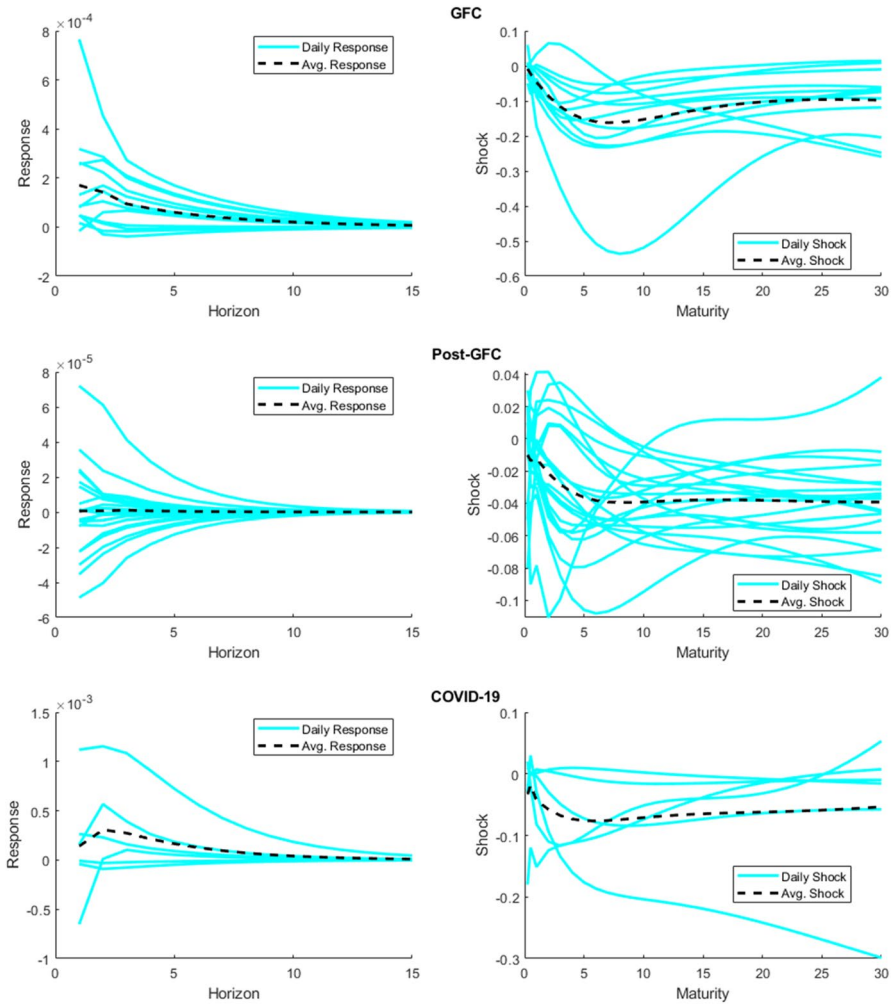 GFC
×10⁻⁴
8
6
4
2
0
-2
Response
0 5 10 15
Horizon
Daily Response
Avg. Response
0.1
0
-0.1
-0.2
-0.3
-0.4
-0.5
-0.6
Shock
0 5 10 15 20 25 30
Maturity
Daily Shock
Avg. Shock
Post-GFC
×10⁻⁵
8
6
4
2
0
-2
-4
-6
Response
0 5 10 15
Horizon
Daily Response
Avg. Response
0.04
0.02
0
-0.02
-0.04
-0.06
-0.08
-0.1
Shock
0 5 10 15 20 25 30
Maturity
Daily Shock
Avg. Shock
COVID-19
×10⁻³
1.5
1
0.5
0
-0.5
-1
Response
0 5 10 15
Horizon
Daily Response
Avg. Response
0.1
0
-0.1
-0.2
-0.3
Shock
0 5 10 15 20 25 30
Maturity
Daily Shock
Avg. Shock